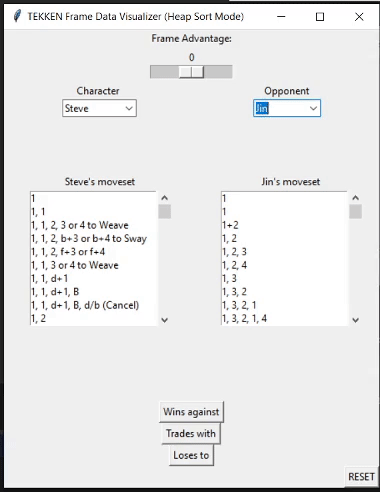 TEKKEN Frame Data Visualizer (Heap Sort Mode)
Frame Advantage:
0
Character
Opponent
Steve
Jin
Steve's moveset
Jin's moveset
1
1, 1
1, 1, 2, 3 or 4 to Weave
1, 1, 2, b+3 or b+4 to Sway
1, 1, 2, f+3 or f+4
1, 1, 3 or 4 to Weave
1, 1, d+1
1, 1, d+1, B
1, 1, d+1, B, d/b (Cancel)
1, 2
1
1
1+2
1, 2
1, 2, 3
1, 2, 4
1, 3
1, 3, 2
1, 3, 2, 1
1, 3, 2, 1, 4
Wins against
Trades with
Loses to
RESET